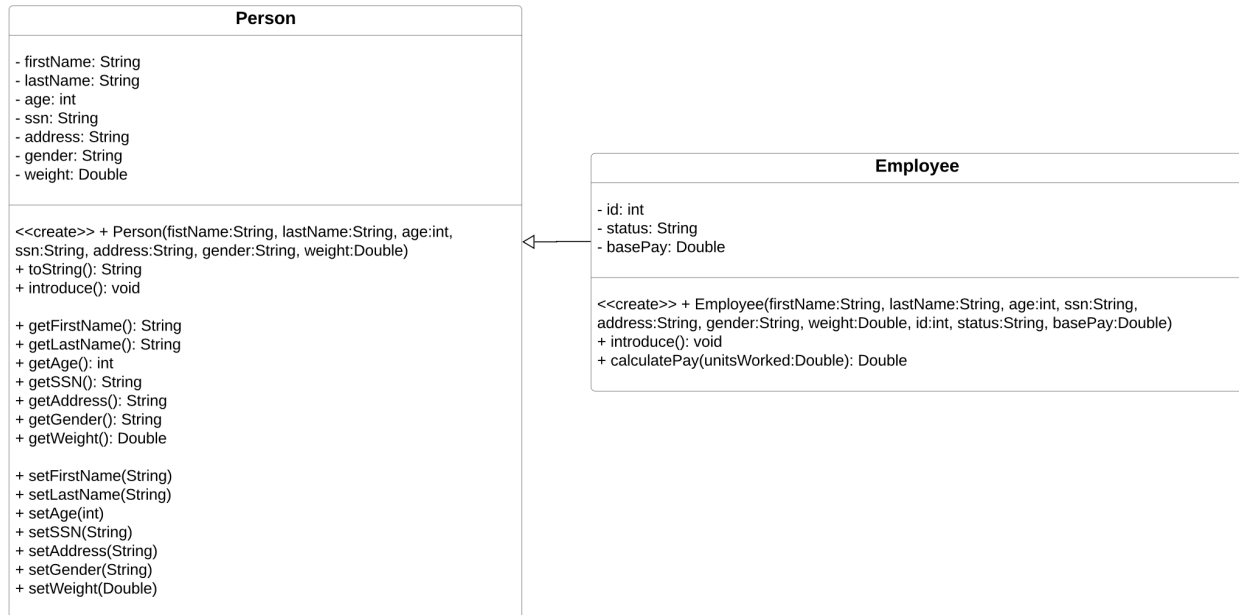 Person
- firstName: String
- lastName: String
- age: int
- ssn: String
- address: String
- gender: String
- weight: Double
<<create>> + Person(fistName:String, lastName:String, age:int,
ssn:String, address:String, gender:String, weight:Double)
+ toString(): String
+ introduce(): void
+ getFirstName(): String
+ getLastName(): String
+ getAge(): int
+ getSSN(): String
+ getAddress(): String
+ getGender(): String
+ getWeight(): Double
+ setFirstName(String)
+ setLastName(String)
+ setAge(int)
+ setSSN(String)
+ setAddress(String)
+ setGender(String)
+ setWeight(Double)
Employee
- id: int
- status: String
- basePay: Double
<<create>> + Employee(firstName:String, lastName:String, age:int, ssn:String,
address:String, gender:String, weight:Double, id:int, status:String, basePay:Double)
+ introduce(): void
+ calculatePay(unitsWorked:Double): Double